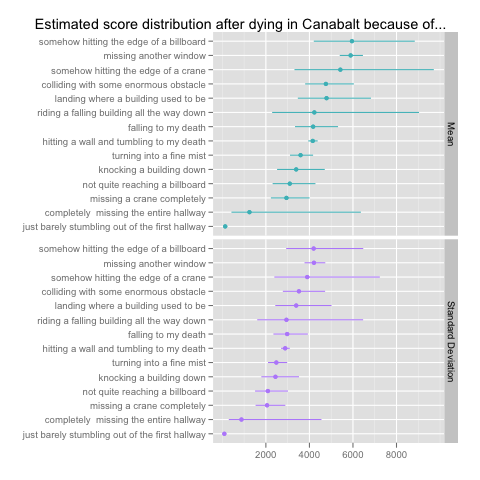 Estimated score distribution after dying in Canabalt because of...
somehow hitting the edge of a billboard
missing another window
somehow hitting the edge of a crane
colliding with some enormous obstacle
landing where a building used to be
riding a falling building all the way down
falling to my death
hitting a wall and tumbling to my death
turning into a fine mist
knocking a building down
not quite reaching a billboard
missing a crane completely
completely missing the entire hallway
just barely stumbling out of the first hallway
Mean
somehow hitting the edge of a billboard
missing another window
somehow hitting the edge of a crane
colliding with some enormous obstacle
landing where a building used to be
riding a falling building all the way down
falling to my death
hitting a wall and tumbling to my death
turning into a fine mist
knocking a building down
not quite reaching a billboard
missing a crane completely
completely missing the entire hallway
just barely stumbling out of the first hallway
Standard Deviation
2000 4000 6000 8000